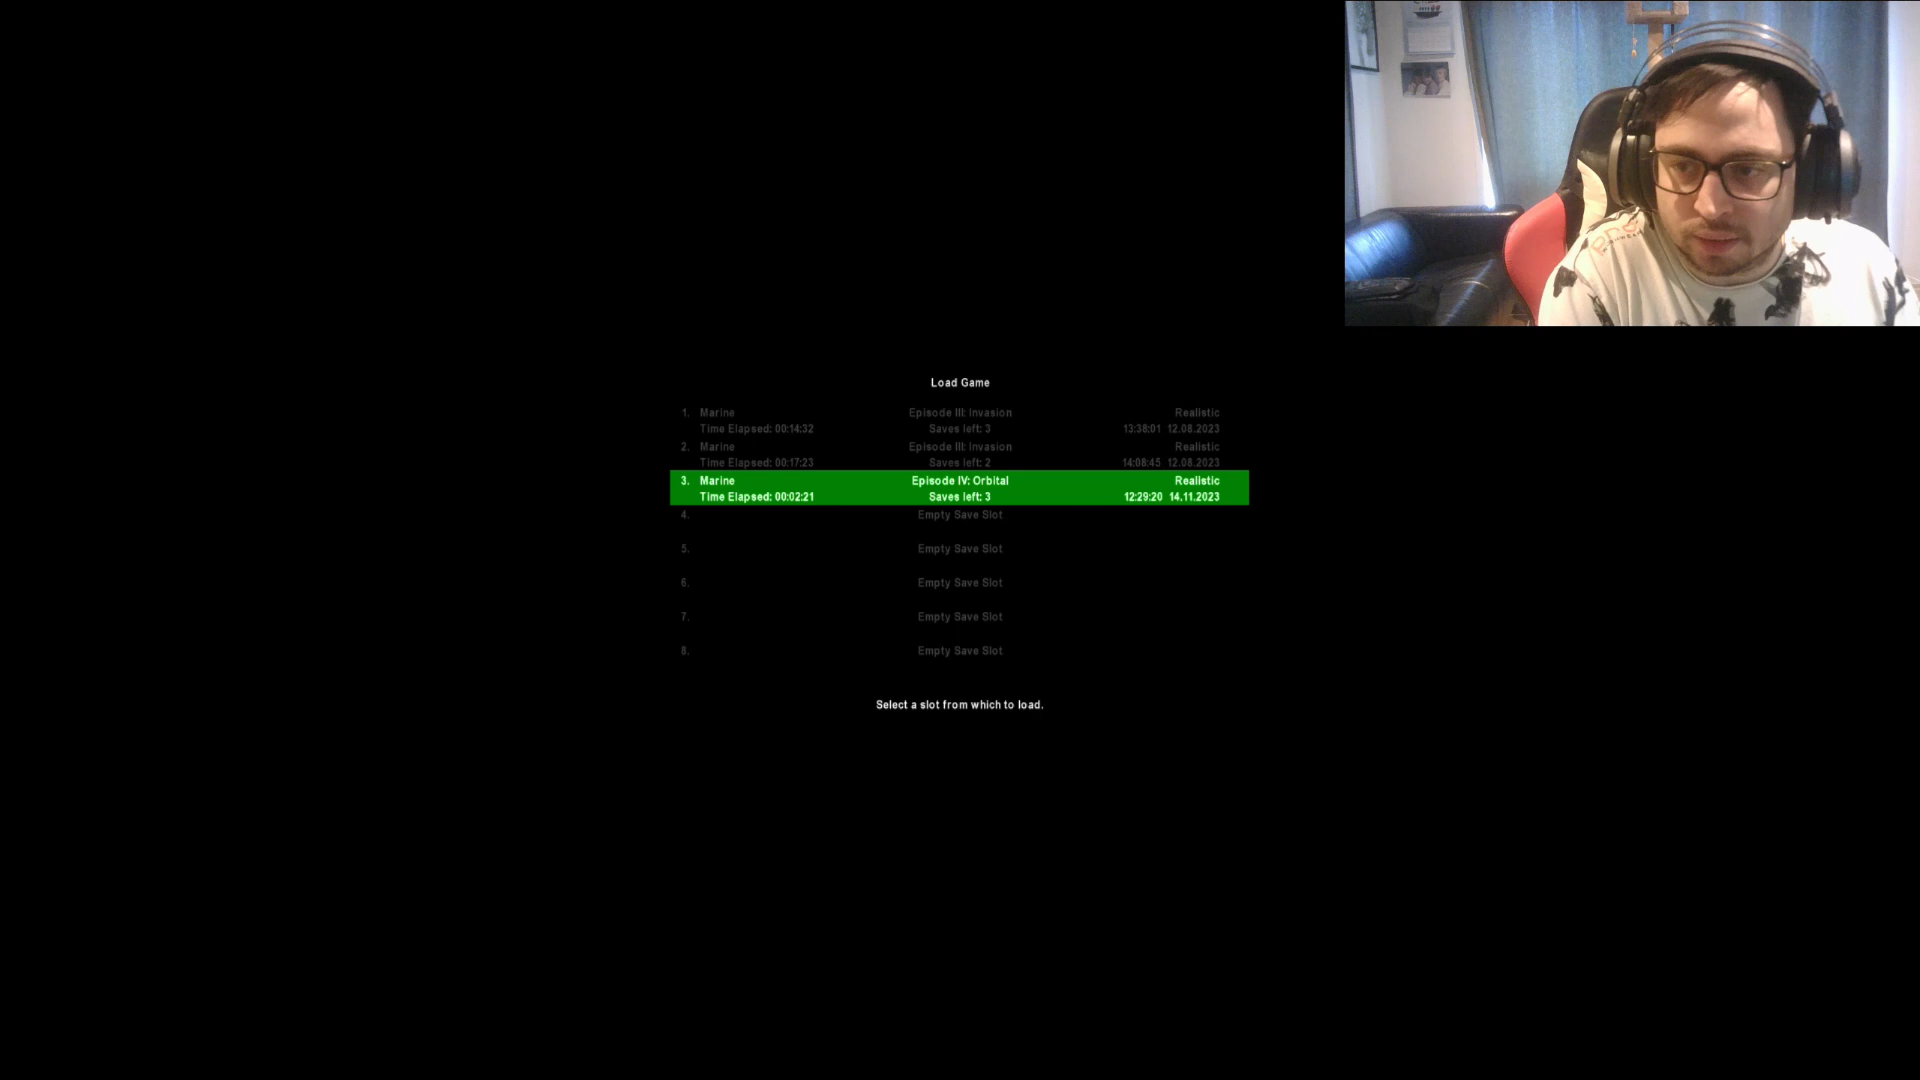 Load Game
1. Marine Episode III: Invasion Realistic
Time Elapsed: 00:14:32 Saves left: 3 13:38:01 12.08.2023
2. Marine Episode III: Invasion Realistic
Time Elapsed: 00:17:23 Saves left: 2 14:08:45 12.08.2023
3. Marine Episode IV: Orbital Realistic
Time Elapsed: 00:02:21 Saves left: 3 12:29:20 14.11.2023
4. Empty Save Slot
5. Empty Save Slot
6. Empty Save Slot
7. Empty Save Slot
8. Empty Save Slot
Select a slot from which to load.